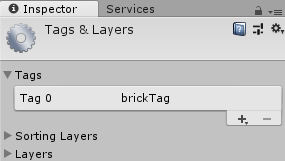 Inspector Services
Tags & Layers
Tags
Tag 0 brickTag
Sorting Layers
Layers